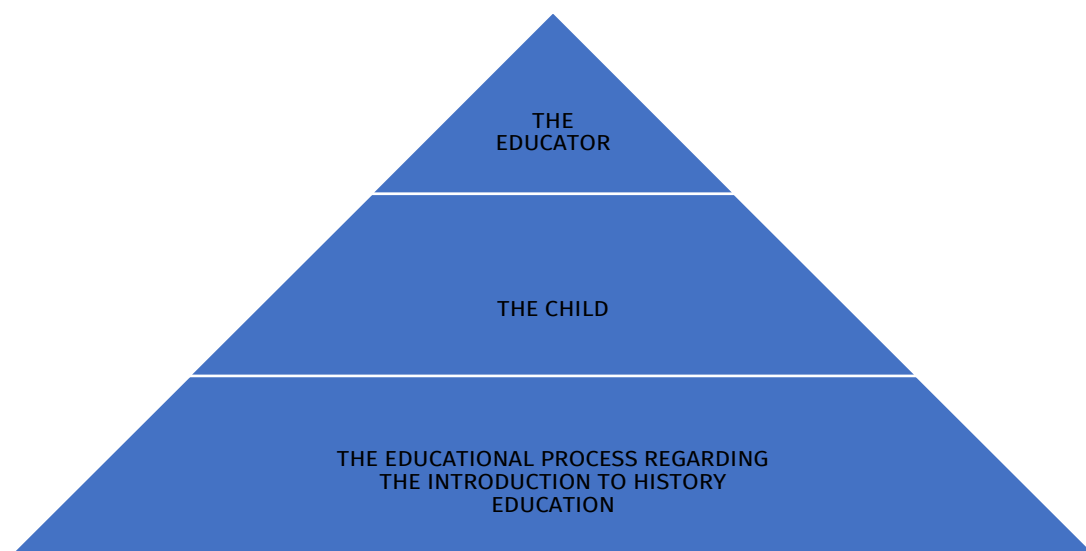 THE
EDUCATOR
THE CHILD
THE EDUCATIONAL PROCESS REGARDING
THE INTRODUCTION TO HISTORY
EDUCATION